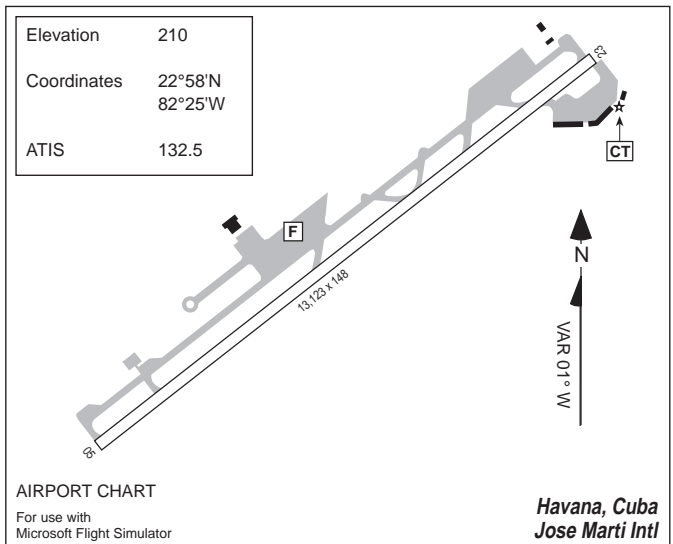 Elevation 210
Coordinates 22°58'N
82°25'W
ATIS 132.5
23
CT
F
13,123 x 148
N
VAR 01° W
05
AIRPORT CHART
For use with
Microsoft Flight Simulator
Havana, Cuba
Jose Marti Intl